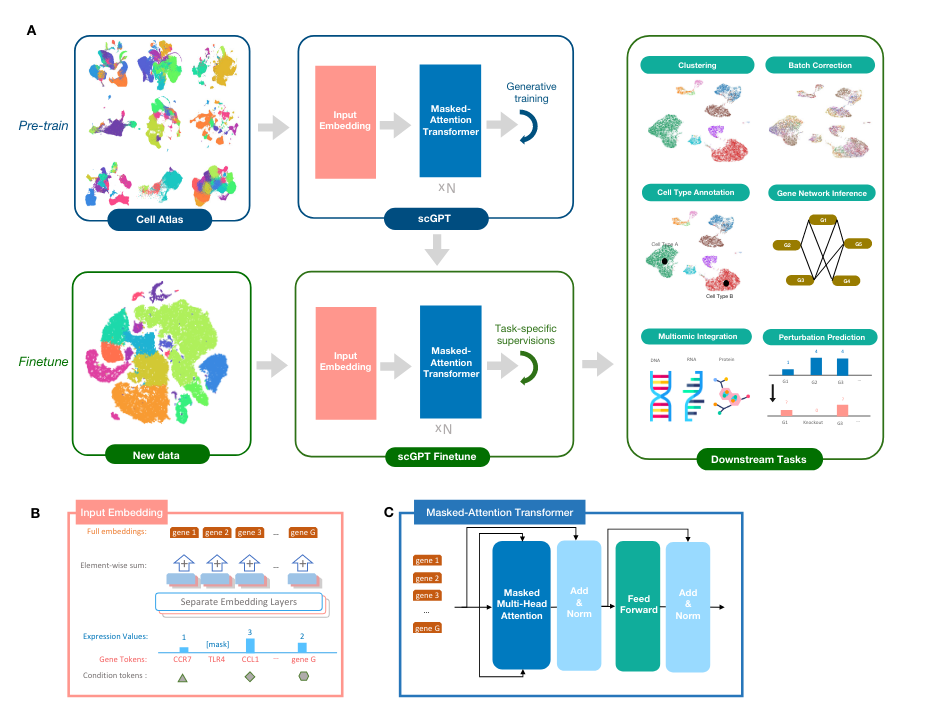 A
Pre-train
Cell Atlas
Input
Embedding
Masked-
Attention
Transformer
xN
Generative
training
scGPT
Finetune
New data
Input
Embedding
Masked-
Attention
Transformer
xN
Task-specific
supervisions
scGPT Finetune
Clustering
Batch Correction
Cell Type Annotation
Cell Type A
Cell Type B
Gene Network Inference
G1
G2
G5
G3
G4
Multiomic Integration
DNA
RNA
Protein
Perturbation Prediction
4
G1
G2
G3
...
G1
Knockout
G3
...
Downstream Tasks
B
Input Embedding
Full embeddings:
gene 1 gene 2 gene 3 ... gene G
Element-wise sum:
+ + + ... +
Separate Embedding Layers
Expression Values:
1 [mask] 3 2
Gene Tokens:
CCR7 TLR4 CCL1 ... gene G
Condition tokens :
C
Masked-Attention Transformer
gene 1
gene 2
gene 3
...
gene G
Masked
Multi-Head
Attention
Add
&
Norm
Feed
Forward
Add
&
Norm